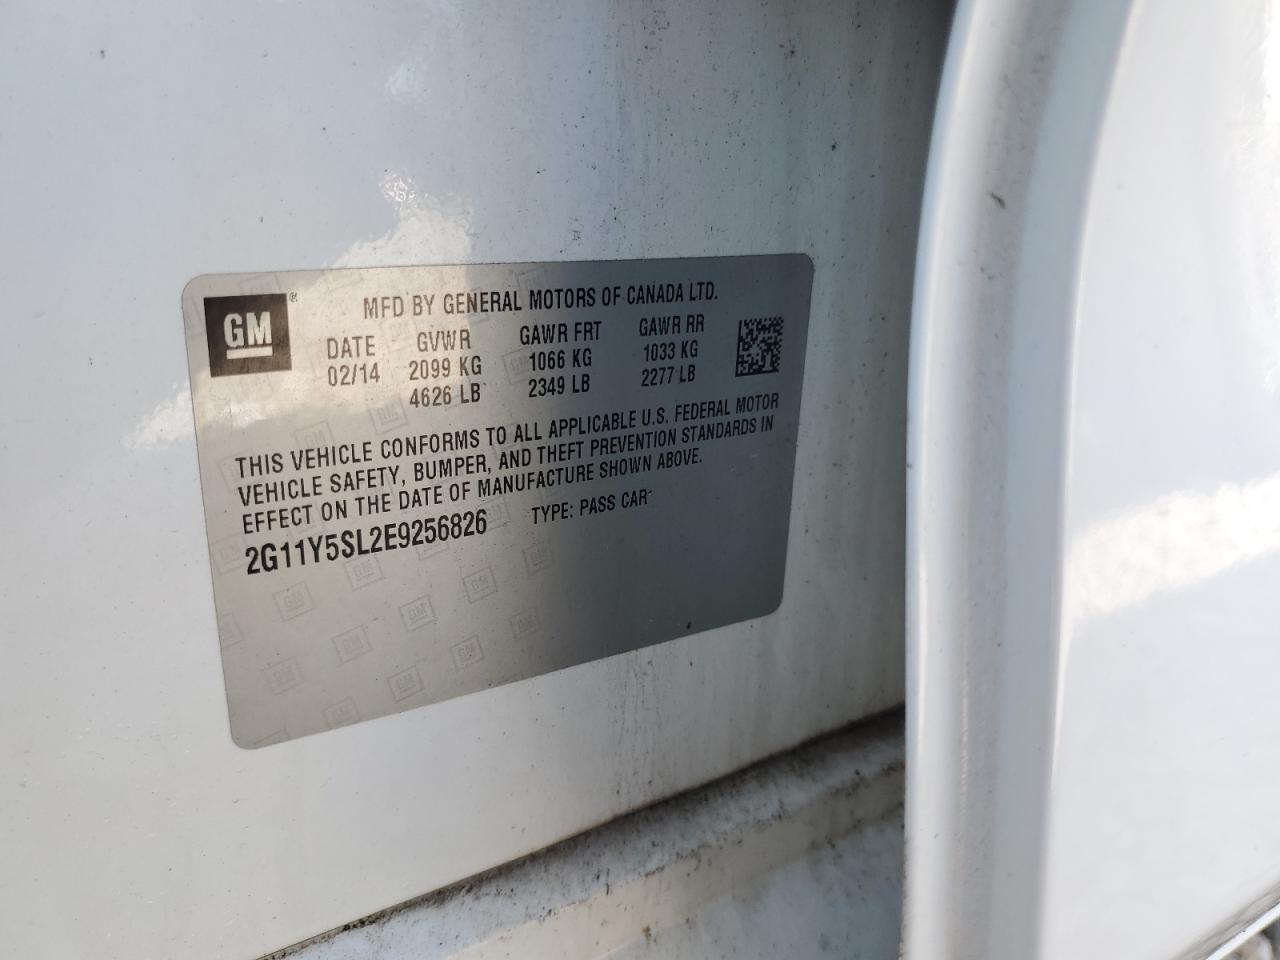 GM®
MFD BY GENERAL MOTORS OF CANADA LTD.
DATE GVWR GAWR FRT GAWR RR
02/14 2099 KG 1066 KG 1033 KG
4626 LB 2349 LB 2277 LB
THIS VEHICLE CONFORMS TO ALL APPLICABLE U.S. FEDERAL MOTOR
VEHICLE SAFETY, BUMPER, AND THEFT PREVENTION STANDARDS IN
EFFECT ON THE DATE OF MANUFACTURE SHOWN ABOVE.
2G11Y5SL2E9256826 TYPE: PASS CAR